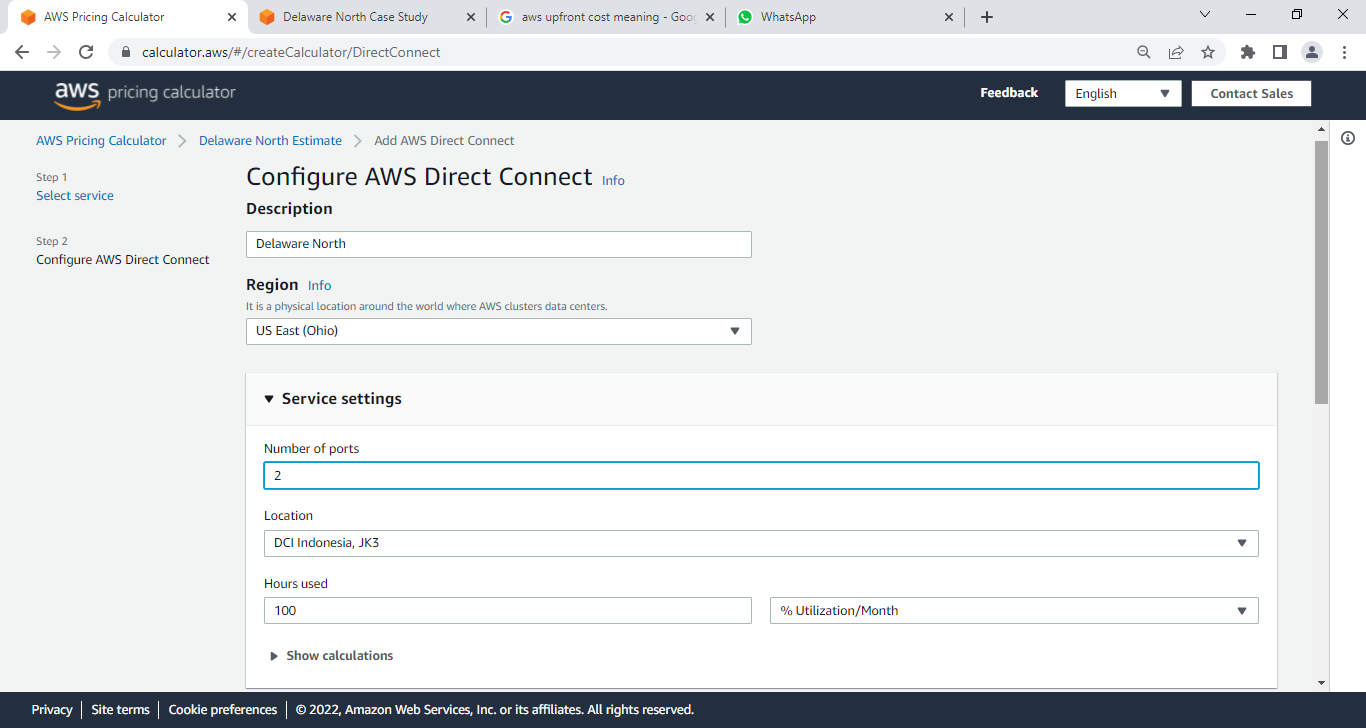 AWS Pricing Calculator
Delaware North Case Study
aws upfront cost meaning - Goo
WhatsApp
calculator.aws/#/createCalculator/DirectConnect
aws pricing calculator
Feedback
English
Contact Sales
AWS Pricing Calculator
Delaware North Estimate
Add AWS Direct Connect
Step 1
Select service
Step 2
Configure AWS Direct Connect
Configure AWS Direct Connect Info
Description
Delaware North
Region Info
It is a physical location around the world where AWS clusters data centers.
US East (Ohio)
Service settings
Number of ports
2
Location
DCI Indonesia, JK3
Hours used
100
% Utilization/Month
Show calculations
Privacy
Site terms
Cookie preferences
© 2022, Amazon Web Services, Inc. or its affiliates. All rights reserved.